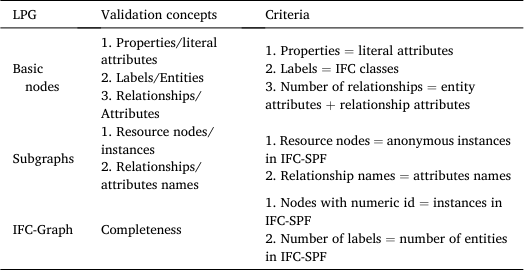 LPG Validation concepts Criteria
Basic nodes
1. Properties/literal
attributes
2. Labels/Entities
3. Relationships/
Attributes
1. Properties = literal attributes
2. Labels = IFC classes
3. Number of relationships = entity
attributes + relationship attributes
Subgraphs
1. Resource nodes/
instances
2. Relationships/
attributes names
1. Resource nodes = anonymous instances
in IFC-SPF
2. Relationship names = attributes names
IFC-Graph
Completeness
1. Nodes with numeric id = instances in
IFC-SPF
2. Number of labels = number of entities
in IFC-SPF